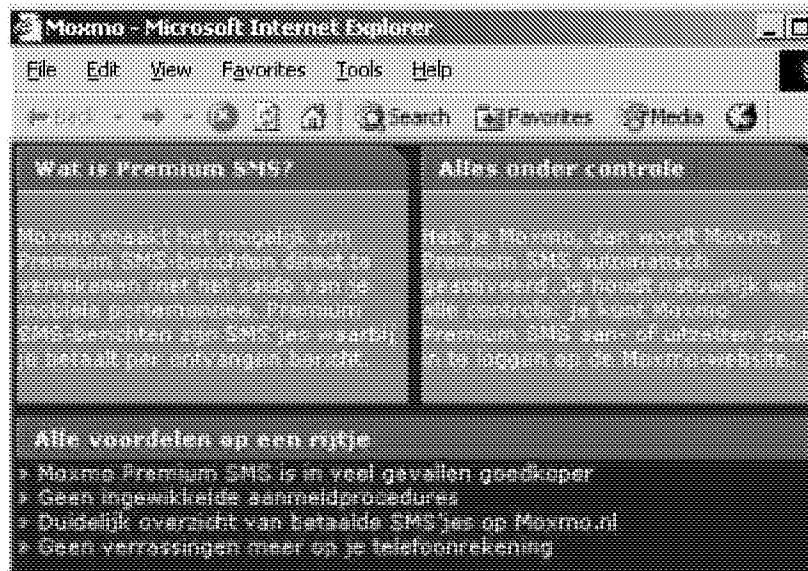 Moxmo - Microsoft Internet Explorer
File Edit View Favorites Tools Help
Back Search Favorites Media
Wat is Premium SMS?
Moxmo maakt het mogelijk om
Premium SMS-berichten direct te
verrekenen met het saldo van je
mobiele portemonnee. Premium
SMS-berichten zijn SMS'jes waarbij
je betaalt per ontvangen bericht.
Alles onder controle
Heb je Moxmo, dan wordt Moxmo
Premium SMS automatisch
geactiveerd. Je houdt natuurlijk wel
de controle: je kunt Moxmo
Premium SMS aan- of uitzetten door
in te loggen op de Moxmo-website.
Alle voordelen op een rijtje
» Moxmo Premium SMS is in veel gevallen goedkoper
» Geen ingewikkelde aanmeldprocedures
» Duidelijk overzicht van betaalde SMS'jes op Moxmo.nl
» Geen verrassingen meer op je telefoonrekening